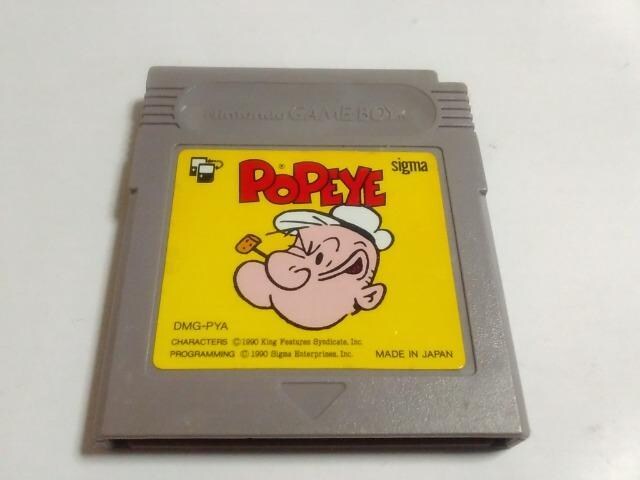 Nintendo GAME BOY
POPEYE®
sigma
DMG-PYA
CHARACTERS ©1990 King Features Syndicate, Inc.
PROGRAMMING ©1990 Sigma Enterprises, Inc.
MADE IN JAPAN